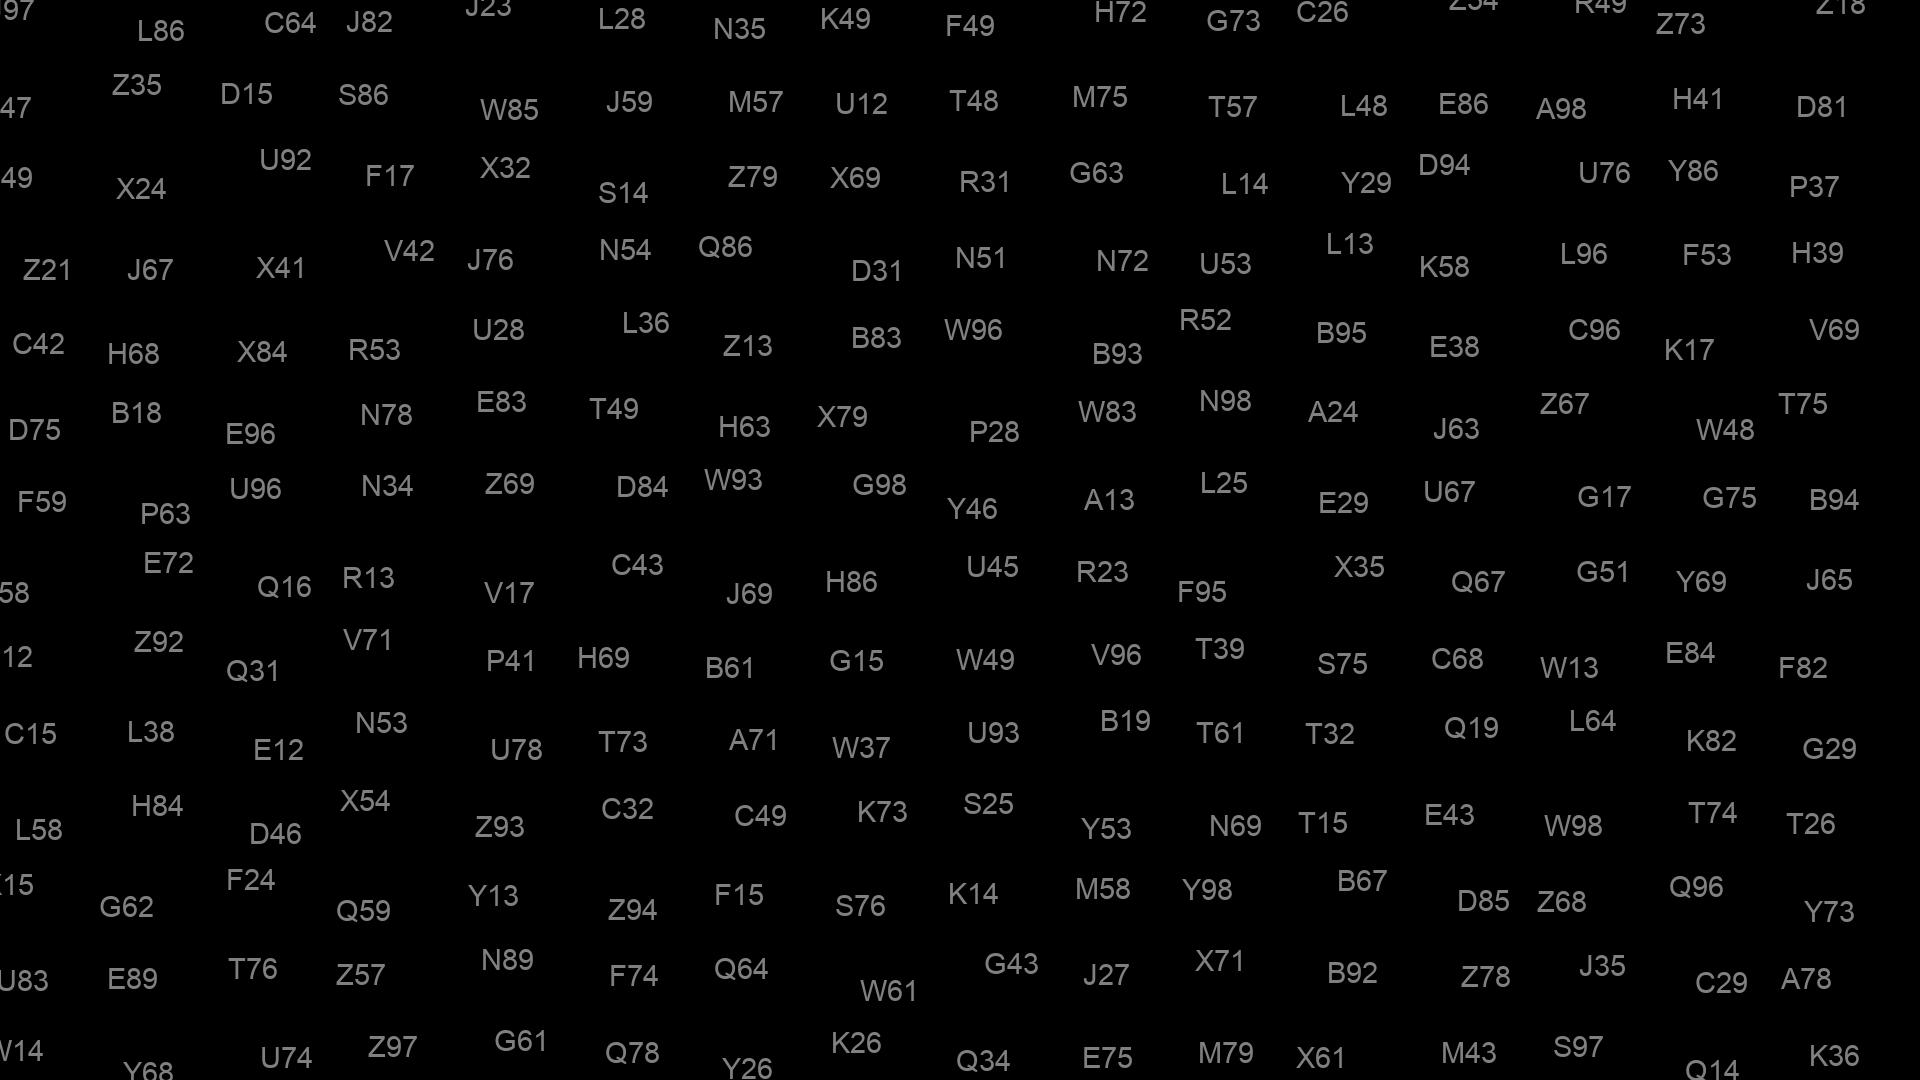 L86 C64 J82 J23 L28 N35 K49 F49 H72 G73 C26 Z54 R49 Z73 Z18
Z35 D15 S86 W85 J59 M57 U12 T48 M75 T57 L48 E86 A98 H41 D81
X24 U92 F17 X32 S14 Z79 X69 R31 G63 L14 Y29 D94 U76 Y86 P37
Z21 J67 X41 V42 J76 N54 Q86 D31 N51 N72 U53 L13 K58 L96 F53 H39
C42 H68 X84 R53 U28 L36 Z13 B83 W96 B93 R52 B95 E38 C96 K17 V69
D75 B18 E96 N78 E83 T49 H63 X79 P28 W83 N98 A24 J63 Z67 W48 T75
F59 P63 U96 N34 Z69 D84 W93 G98 Y46 A13 L25 E29 U67 G17 G75 B94
58 E72 Q16 R13 V17 C43 J69 H86 U45 R23 F95 X35 Q67 G51 Y69 J65
12 Z92 Q31 V71 P41 H69 B61 G15 W49 V96 T39 S75 C68 W13 E84 F82
C15 L38 E12 N53 U78 T73 A71 W37 U93 B19 T61 T32 Q19 L64 K82 G29
L58 H84 D46 X54 Z93 C32 C49 K73 S25 Y53 N69 T15 E43 W98 T74 T26
15 G62 F24 Q59 Y13 Z94 F15 S76 K14 M58 Y98 B67 D85 Z68 Q96 Y73
U83 E89 T76 Z57 N89 F74 Q64 W61 G43 J27 X71 B92 Z78 J35 C29 A78
W14 Y68 U74 Z97 G61 Q78 Y26 K26 Q34 E75 M79 X61 M43 S97 Q14 K36